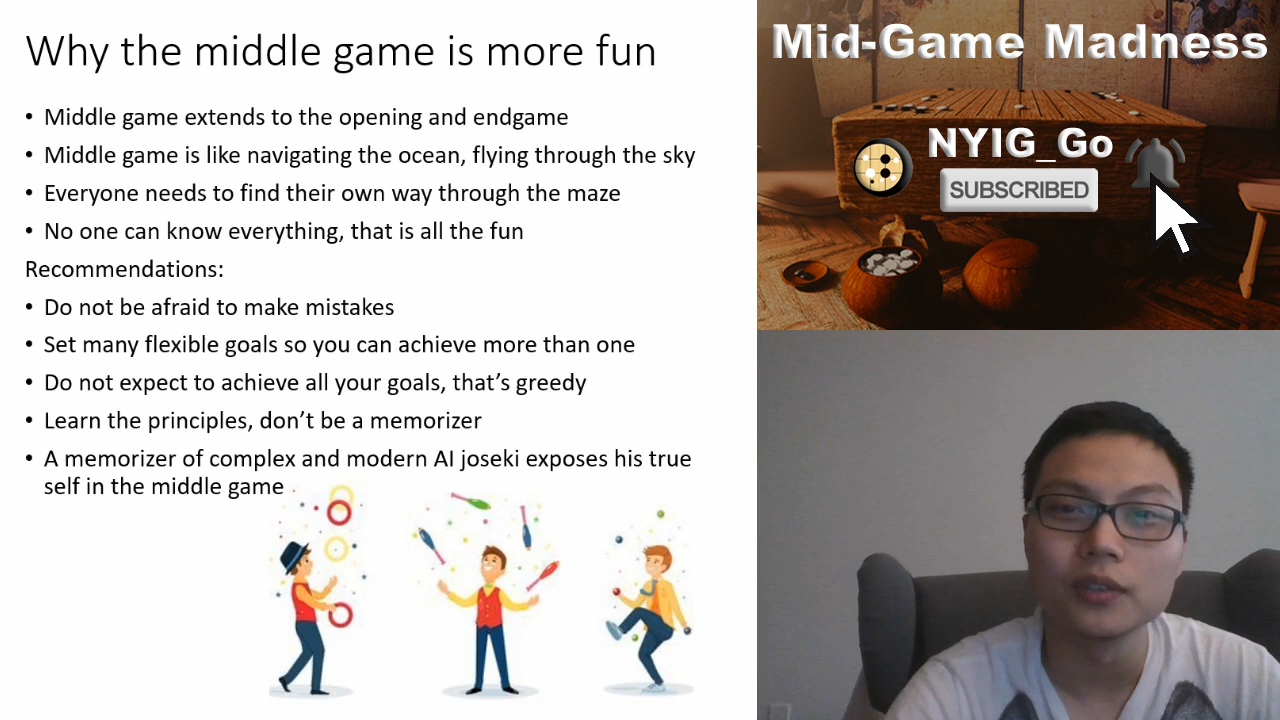 Why the middle game is more fun
• Middle game extends to the opening and endgame
• Middle game is like navigating the ocean, flying through the sky
• Everyone needs to find their own way through the maze
• No one can know everything, that is all the fun
Recommendations:
• Do not be afraid to make mistakes
• Set many flexible goals so you can achieve more than one
• Do not expect to achieve all your goals, that’s greedy
• Learn the principles, don’t be a memorizer
• A memorizer of complex and modern AI joseki exposes his true
self in the middle game
Mid-Game Madness
NYIG_Go
SUBSCRIBED